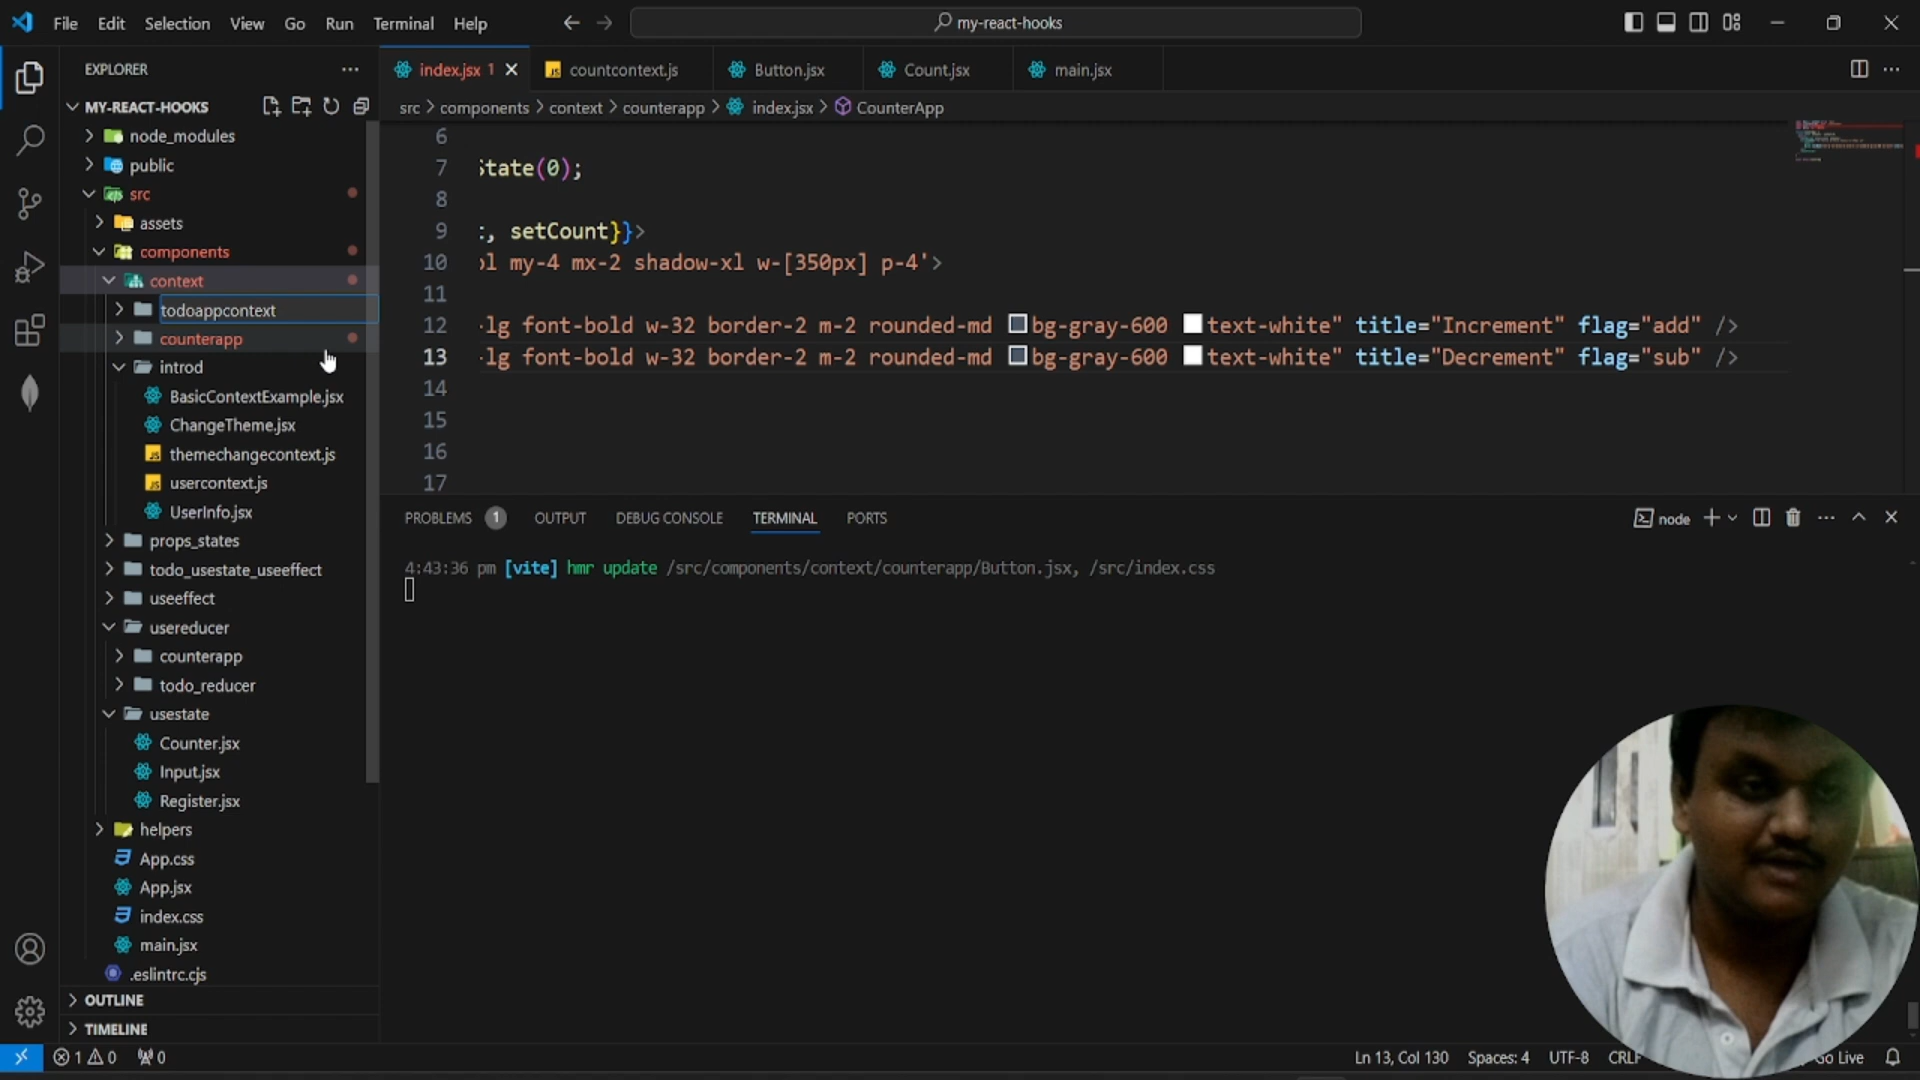 File Edit Selection View Go Run Terminal Help
my-react-hooks
EXPLORER
MY-REACT-HOOKS
node_modules
public
src
assets
components
context
todoappcontext
counterapp
introd
BasicContextExample.jsx
ChangeTheme.jsx
themechangecontext.js
usercontext.js
UserInfo.jsx
props_states
todo_usestate_useeffect
useeffect
usereducer
counterapp
todo_reducer
usestate
Counter.jsx
Input.jsx
Register.jsx
helpers
App.css
App.jsx
index.css
main.jsx
.eslintrc.cjs
OUTLINE
TIMELINE
index.jsx 1 countcontext.js Button.jsx Count.jsx main.jsx
src > components > context > counterapp > index.jsx > CounterApp
6
7 State(0);
8
9 :, setCount}}>
10 ol my-4 mx-2 shadow-xl w-[350px] p-4'>
11
12 -lg font-bold w-32 border-2 m-2 rounded-md bg-gray-600 text-white" title="Increment" flag="add" />
13 -lg font-bold w-32 border-2 m-2 rounded-md bg-gray-600 text-white" title="Decrement" flag="sub" />
14
15
16
17
PROBLEMS 1 OUTPUT DEBUG CONSOLE TERMINAL PORTS
node
4:43:36 pm [vite] hmr update /src/components/context/counterapp/Button.jsx, /src/index.css
1 0 0
Ln 13, Col 130 Spaces: 4 UTF-8 CRLF Go Live